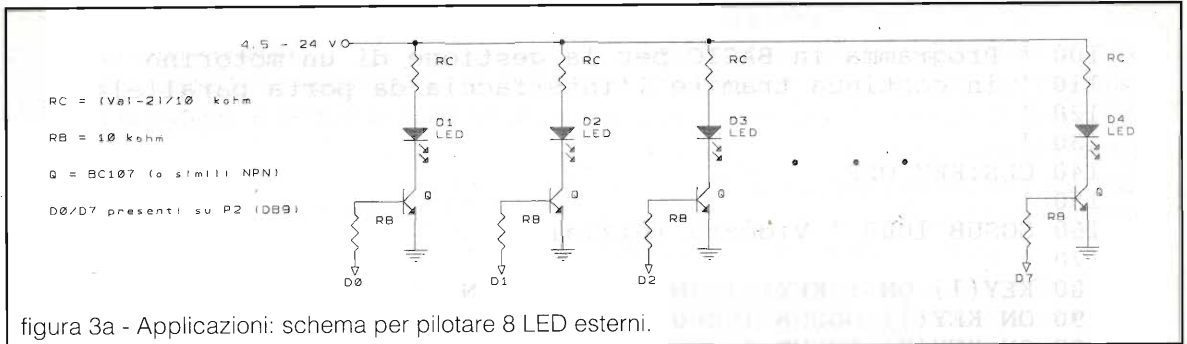 4.5 - 24 V
RC
RC
RC
RC
RC = (Val-2)/10 kohm
D1
LED
D2
LED
D3
LED
D4
LED
RB = 10 kohm
Q = BC107 (o simili NPN)
Q
Q
Q
Q
D0/D7 presenti su P2 (DB9)
RB
RB
RB
RB
D0
D1
D2
D7
figura 3a - Applicazioni: schema per pilotare 8 LED esterni.